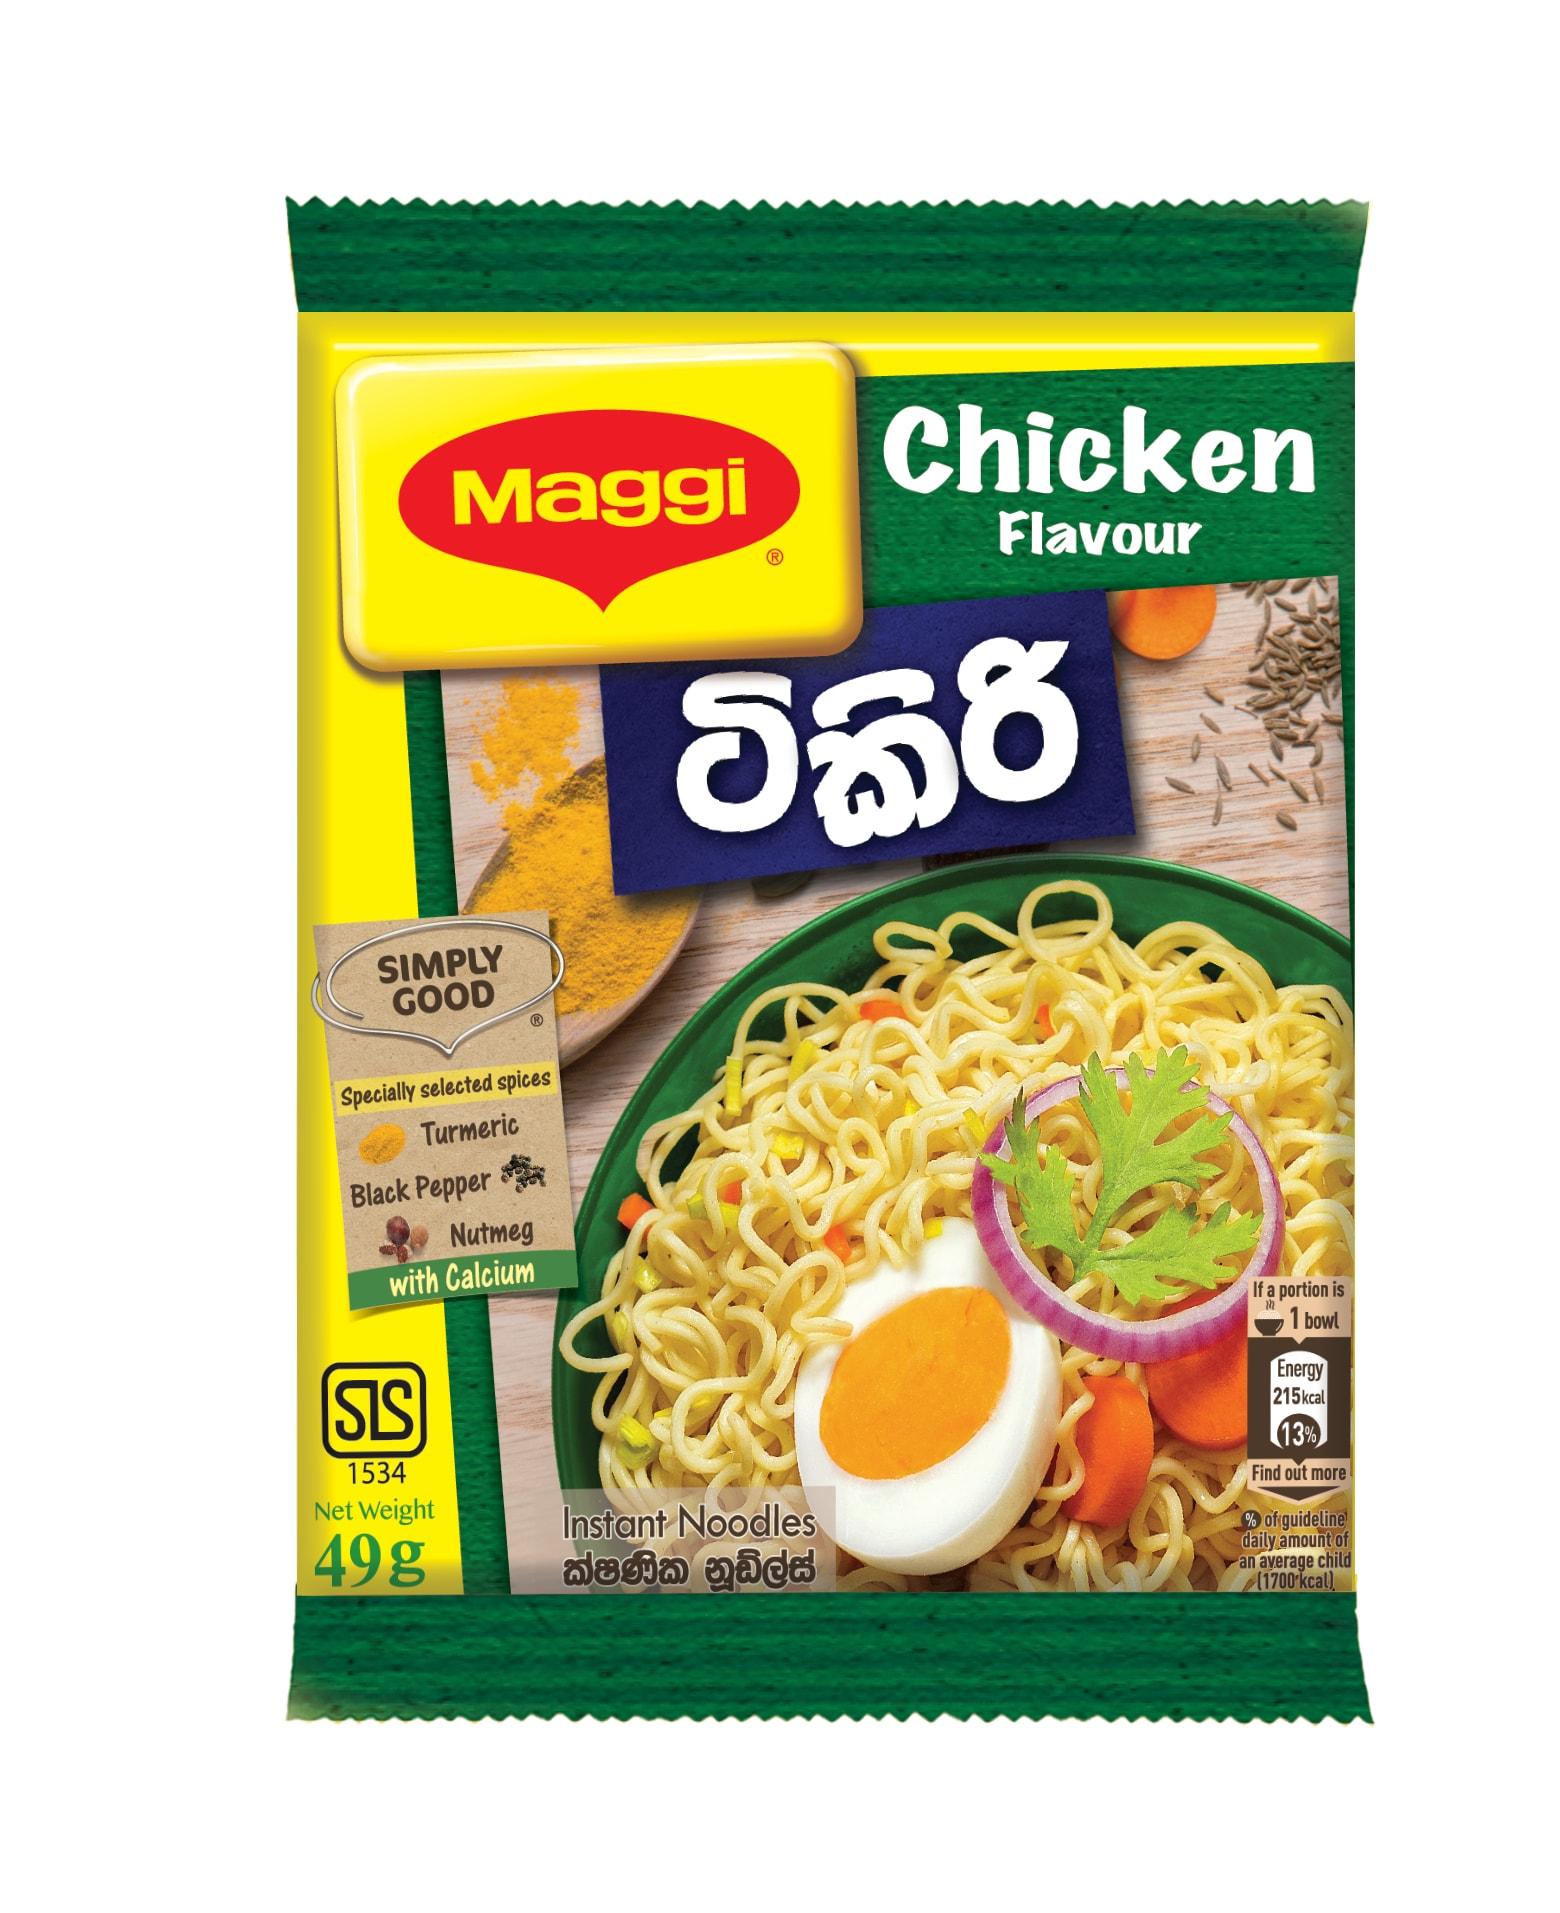 Maggi
®
Chicken
Flavour
ටිකිරි
SIMPLY
GOOD
®
Specially selected spices
Turmeric
Black Pepper
Nutmeg
with Calcium
SLS
1534
Net Weight
49g
Instant Noodles
ක්ෂණික නූඩ්ල්ස්
If a portion is
1 bowl
Energy
215kcal
13%
Find out more
% of guideline
daily amount of
an average child
(1700 kcal)